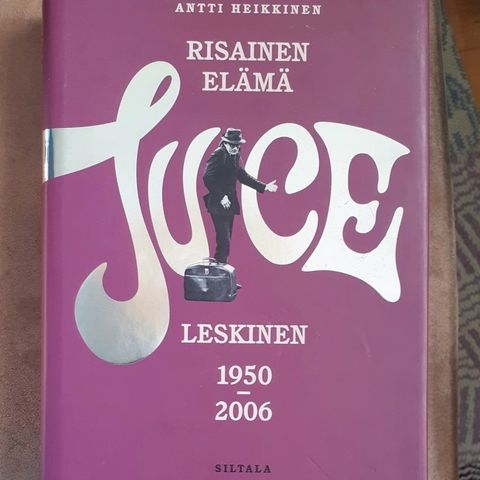 ANTTI HEIKKINEN
RISAINEN
ELÄMÄ
JUICE
LESKINEN
1950
–
2006
SILTALA